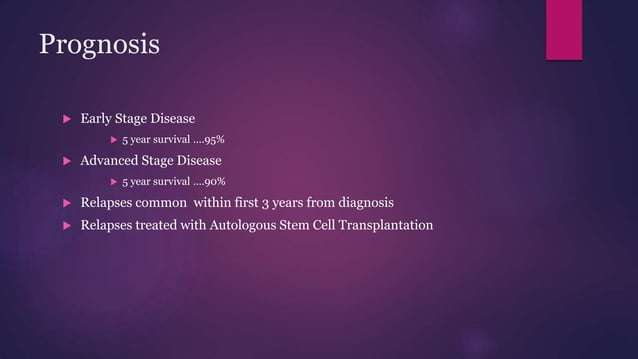 Prognosis
Early Stage Disease
5 year survival ....95%
Advanced Stage Disease
5 year survival ....90%
Relapses common within first 3 years from diagnosis
Relapses treated with Autologous Stem Cell Transplantation